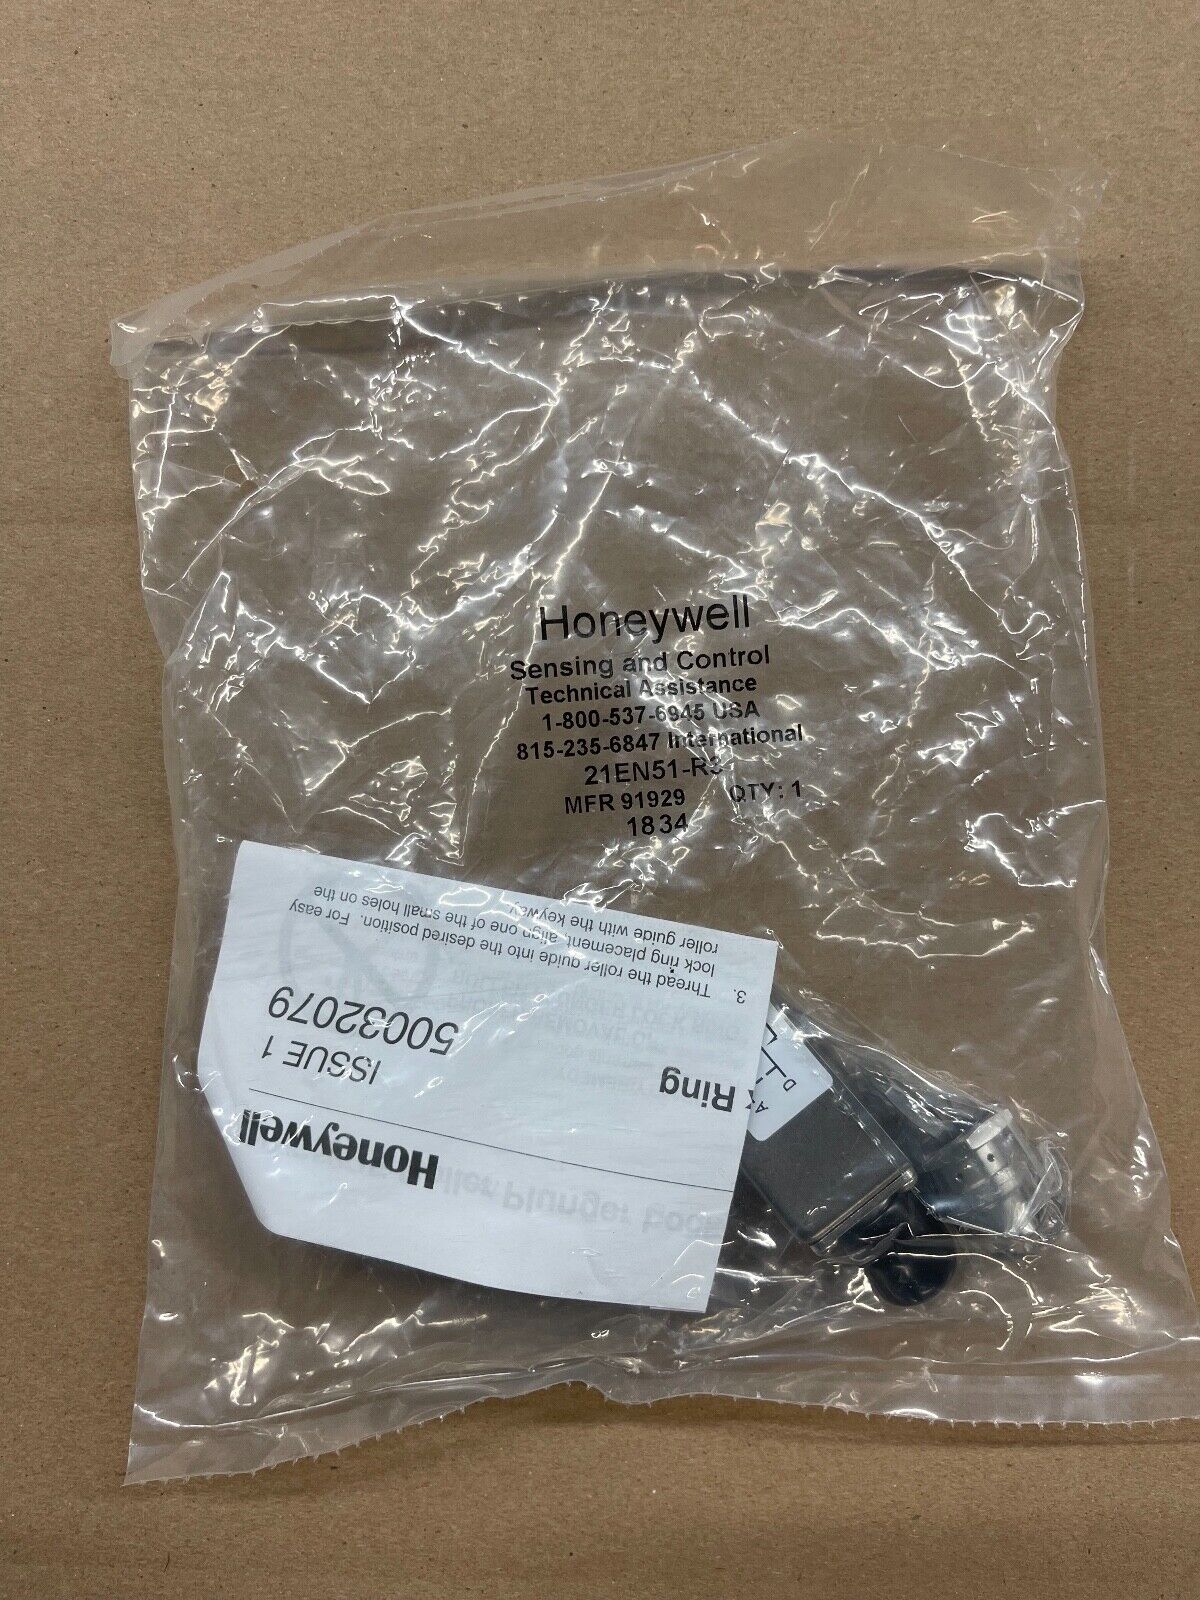 Honeywell
Sensing and Control
Technical Assistance
1-800-537-6945 USA
815-235-6847 International
21EN51-R3
MFR 91929 QTY: 1
1834
Honeywell
Ring
ISSUE 1
50032079
3. Thread the roller guide into the desired position. For easy
lock ring placement, align one of the small holes on the
roller guide with the keyway.
Plunger